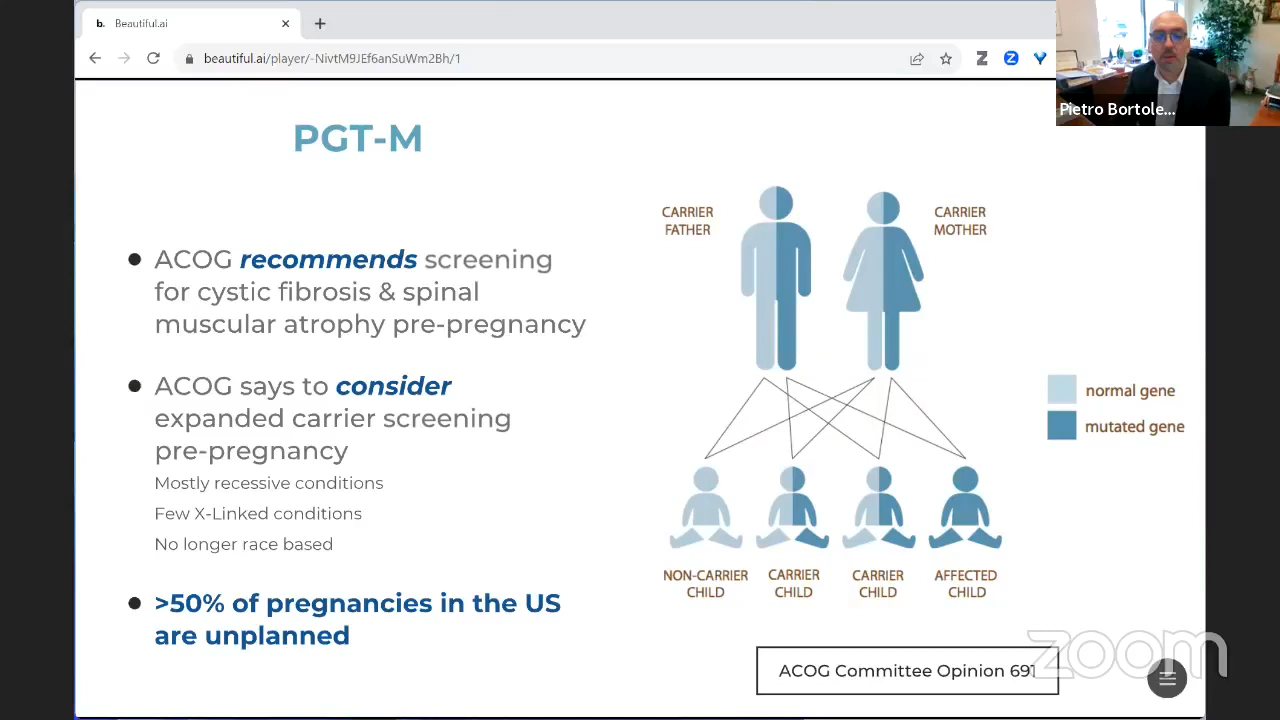 b. Beautiful.ai
beautiful.ai/player/-NivtM9JEf6anSuWm2Bh/1
Pietro Bortole...
PGT-M
ACOG recommends screening
for cystic fibrosis & spinal
muscular atrophy pre-pregnancy
ACOG says to consider
expanded carrier screening
pre-pregnancy
Mostly recessive conditions
Few X-Linked conditions
No longer race based
>50% of pregnancies in the US
are unplanned
CARRIER
FATHER
CARRIER
MOTHER
normal gene
mutated gene
NON-CARRIER
CHILD
CARRIER
CHILD
CARRIER
CHILD
AFFECTED
CHILD
ACOG Committee Opinion 691
zoom